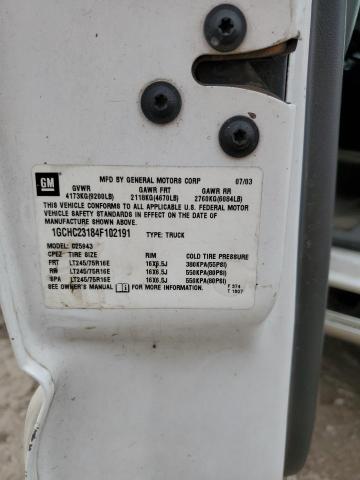 GM
MFD BY GENERAL MOTORS CORP 07/03
GVWR GAWR FRT GAWR RR
4173KG(9200LB) 2118KG(4670LB) 2760KG(6084LB)
THIS VEHICLE CONFORMS TO ALL APPLICABLE U.S. FEDERAL MOTOR
VEHICLE SAFETY STANDARDS IN EFFECT ON THE DATE OF
MANUFACTURE SHOWN ABOVE.
1GCHC23184F102191 TYPE: TRUCK
MODEL: C25943
CPEZ TIRE SIZE RIM COLD TIRE PRESSURE
FRT LT245/75R16E 16X6.5J 380KPA(55PSI)
RR LT245/75R16E 16X6.5J 550KPA(80PSI)
SPA LT245/75R16E 16X6.5J 550KPA(80PSI)
SEE OWNER'S MANUAL FOR MORE INFORMATION F 374
T 1907